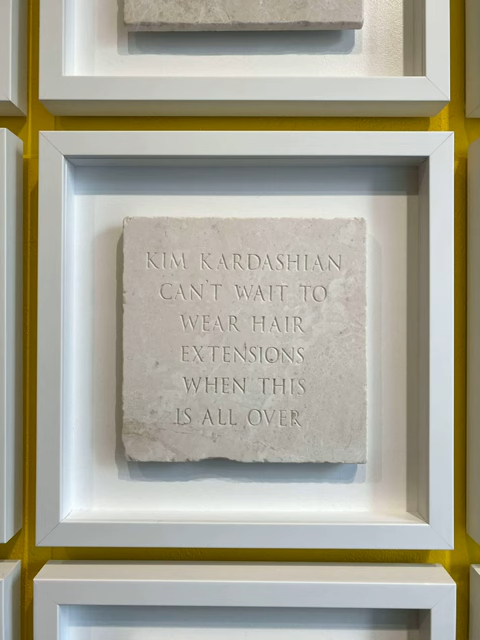 KIM KARDASHIAN
CAN'T WAIT TO
WEAR HAIR
EXTENSIONS
WHEN THIS
IS ALL OVER